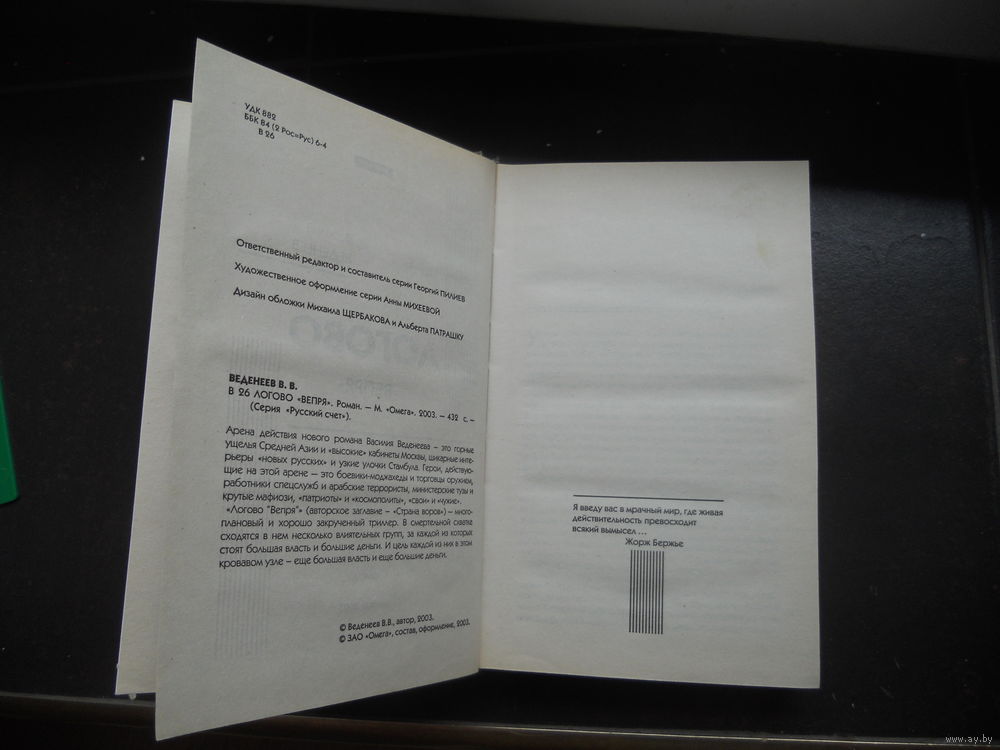 УДК 882
ББК 84 (2 Рос=Рус) 6-4
В 26
Ответственный редактор и составитель серии Георгий ПИЛИЕВ
Художественное оформление серии Анны МИХЕЕВОЙ
Дизайн обложки Михаила ЩЕРБАКОВА и Альберта ПАТРАШКУ
ВЕДЕНЕЕВ В. В.
В 26 ЛОГОВО «ВЕПРЯ». Роман. – М. «Омега». 2003. – 432 с. –
(Серия «Русский счет»).
Арена действия нового романа Василия Веденеева – это горные
ущелья Средней Азии и «высокие» кабинеты Москвы, шикарные инте-
рьеры «новых русских» и узкие улочки Стамбула. Герои, действую-
щие на этой арене – это боевики-моджахеды и торговцы оружием,
работники спецслужб и арабские террористы, министерские тузы и
крутые мафиози, «патриоты» и «космополиты», «свои» и «чужие».
«Логово "Вепря"» (авторское заглавие – «Страна воров») – много-
плановый и хорошо закрученный триллер. В смертельной схватке
сходятся в нем несколько влиятельных групп, за каждой из которых
стоят большая власть и большие деньги. И цель каждой из них в этом
кровавом узле – еще большая власть и еще большие деньги.
© Веденеев В.В., автор, 2003.
© ЗАО «Омега», состав, оформление, 2003.
Я введу вас в мрачный мир, где живая
действительность превосходит
всякий вымысел ...
Жорж Бержье
www.ay.by